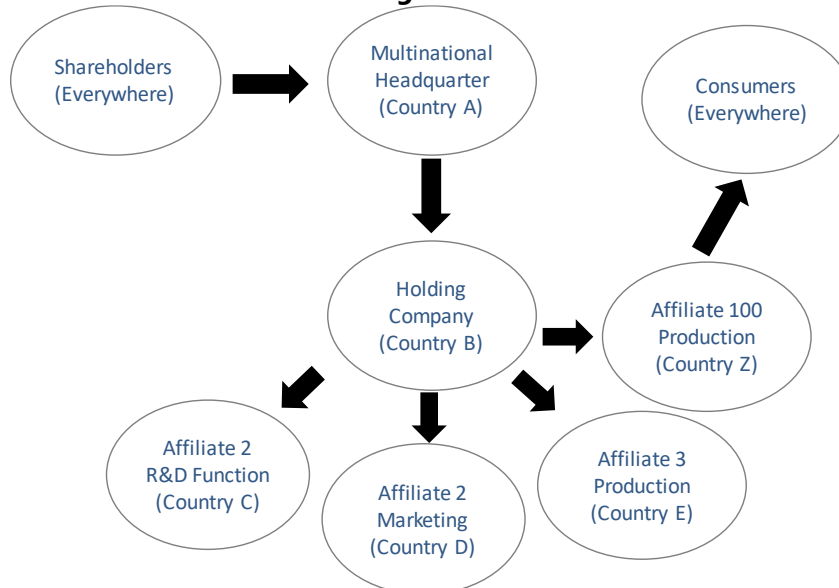 Shareholders
(Everywhere)
Multinational
Headquarter
(Country A)
Consumers
(Everywhere)
Holding
Company
(Country B)
Affiliate 100
Production
(Country Z)
Affiliate 2
R&D Function
(Country C)
Affiliate 2
Marketing
(Country D)
Affiliate 3
Production
(Country E)